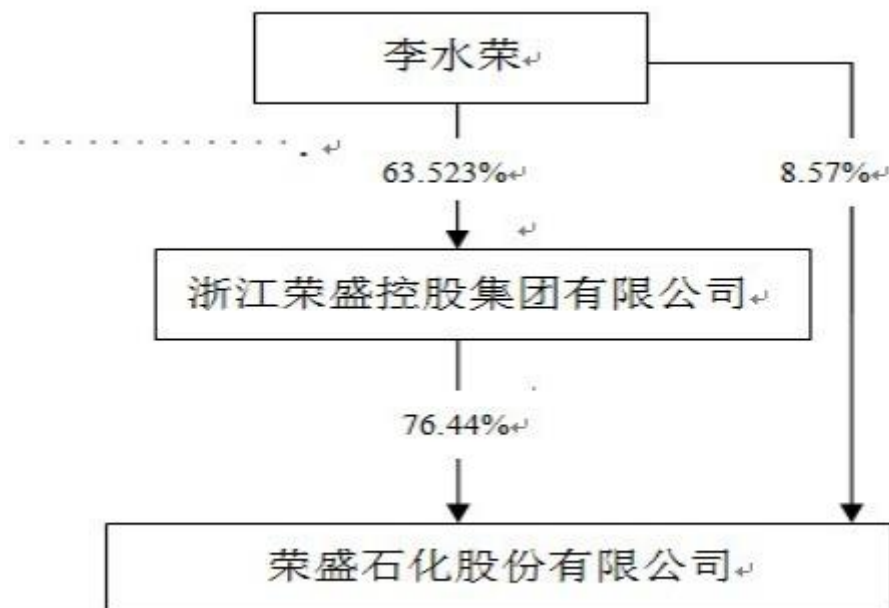 李水荣
63.523%
8.57%
浙江荣盛控股集团有限公司
76.44%
荣盛石化股份有限公司